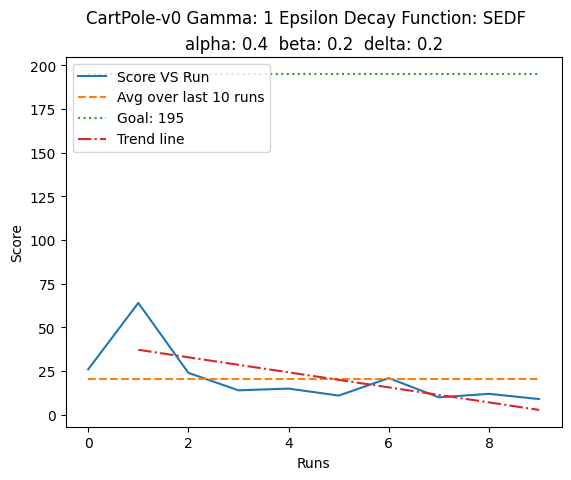 CartPole-v0 Gamma: 1 Epsilon Decay Function: SEDF
alpha: 0.4 beta: 0.2 delta: 0.2
Score VS Run
Avg over last 10 runs
Goal: 195
Trend line
200
175
150
125
100
75
50
25
0
Score
0 2 4 6 8
Runs